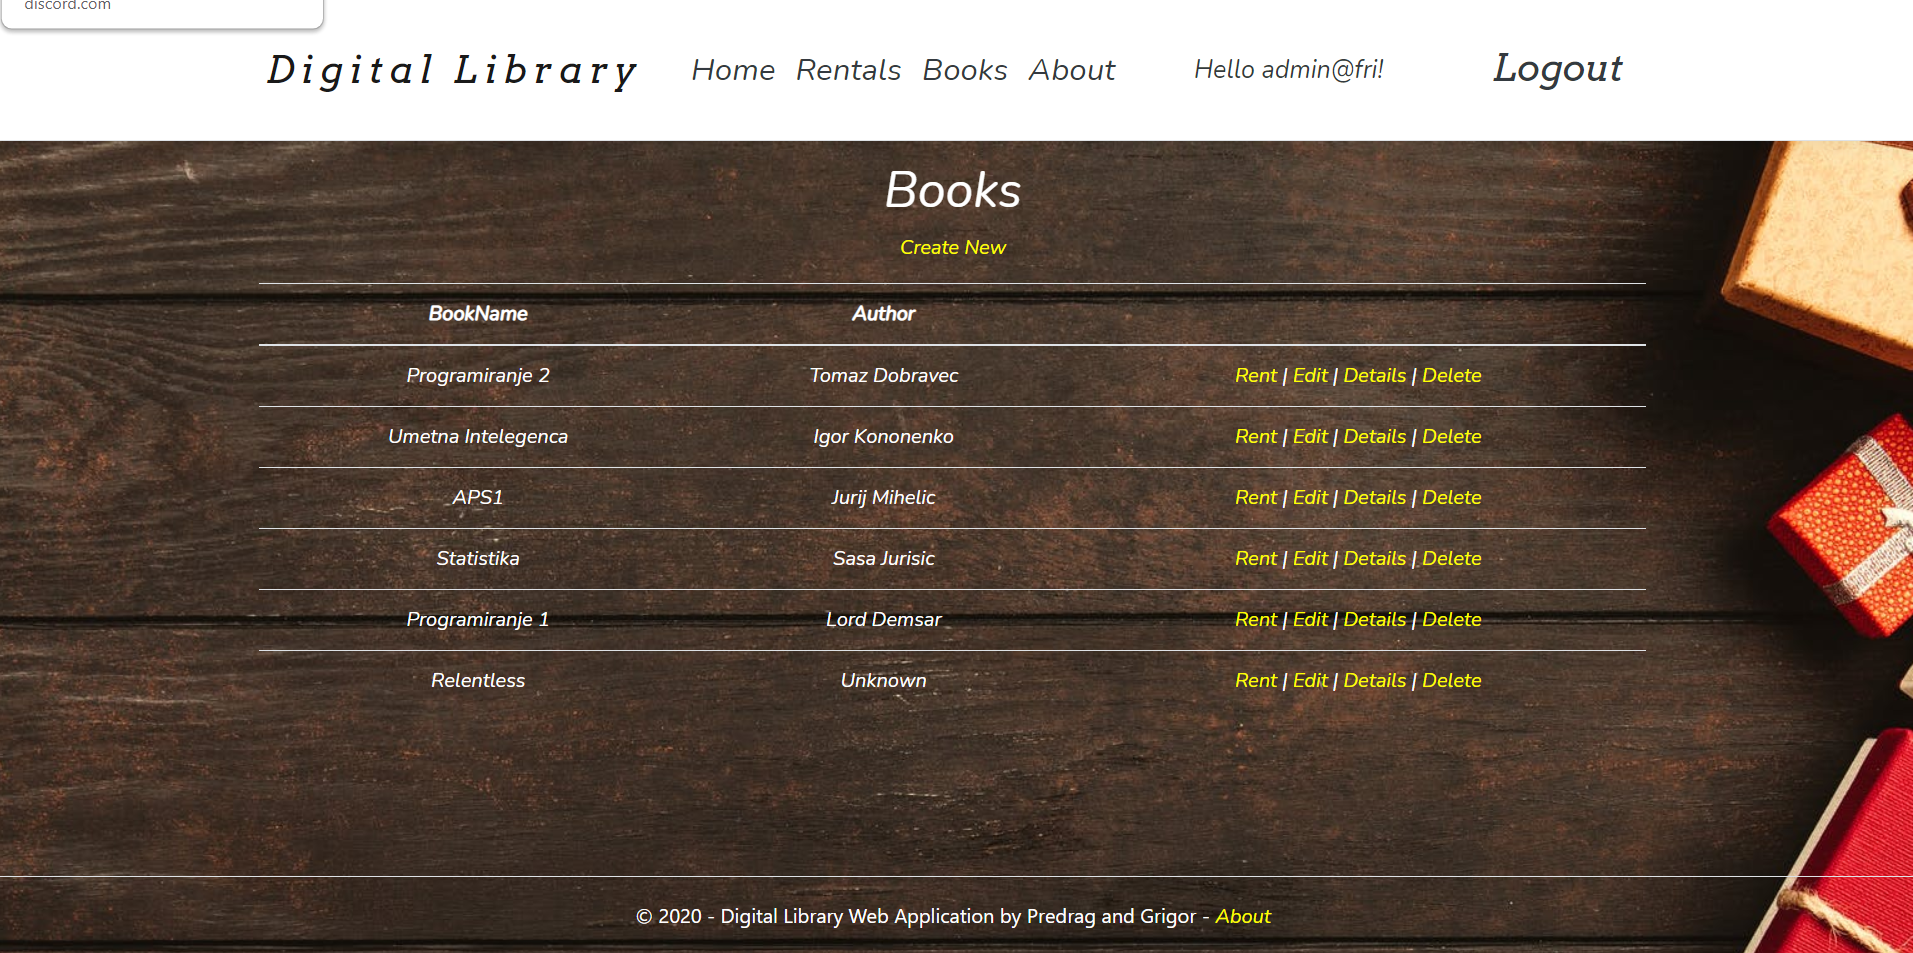 discord.com
Digital Library Home Rentals Books About Hello admin@fri! Logout
Books
Create New
BookName Author
Programiranje 2 Tomaz Dobravec Rent | Edit | Details | Delete
Umetna Intelegenca Igor Kononenko Rent | Edit | Details | Delete
APS1 Jurij Mihelic Rent | Edit | Details | Delete
Statistika Sasa Jurisic Rent | Edit | Details | Delete
Programiranje 1 Lord Demsar Rent | Edit | Details | Delete
Relentless Unknown Rent | Edit | Details | Delete
© 2020 - Digital Library Web Application by Predrag and Grigor - About